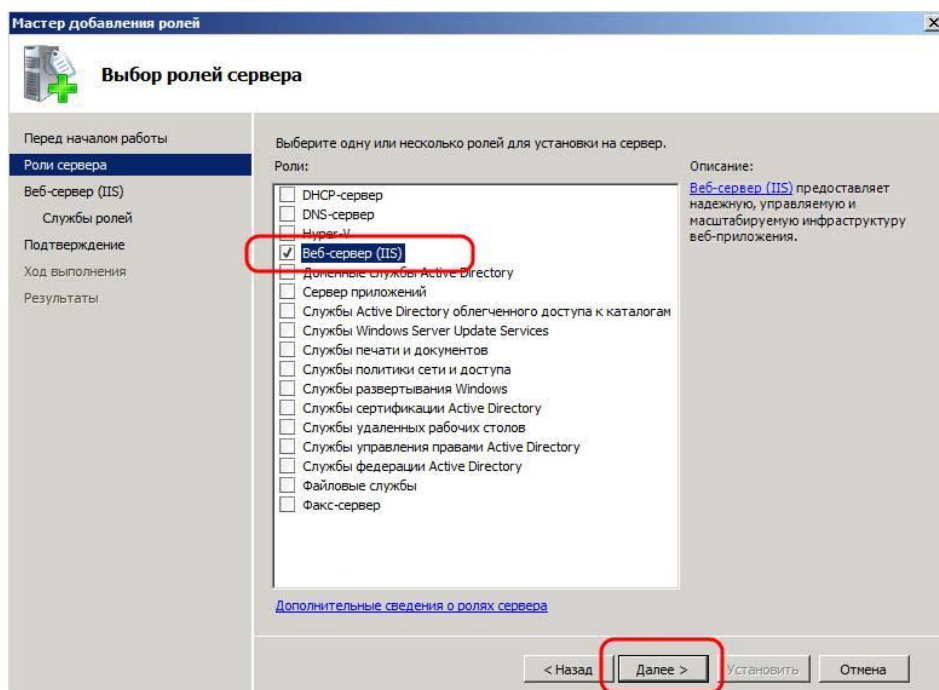 Мастер добавления ролей
Выбор ролей сервера
Перед началом работы
Роли сервера
Веб-сервер (IIS)
Службы ролей
Подтверждение
Ход выполнения
Результаты
Выберите одну или несколько ролей для установки на сервер.
Роли:
DHCP-сервер
DNS-сервер
Hyper-V
Веб-сервер (IIS)
Доменные службы Active Directory
Сервер приложений
Службы Active Directory облегченного доступа к каталогам
Службы Windows Server Update Services
Службы печати и документов
Службы политики сети и доступа
Службы развертывания Windows
Службы сертификации Active Directory
Службы удаленных рабочих столов
Службы управления правами Active Directory
Службы федерации Active Directory
Файловые службы
Факс-сервер
Дополнительные сведения о ролях сервера
Описание:
Веб-сервер (IIS) предоставляет
надежную, управляемую и
масштабируемую инфраструктуру
веб-приложения.
< Назад
Далее >
Установить
Отмена